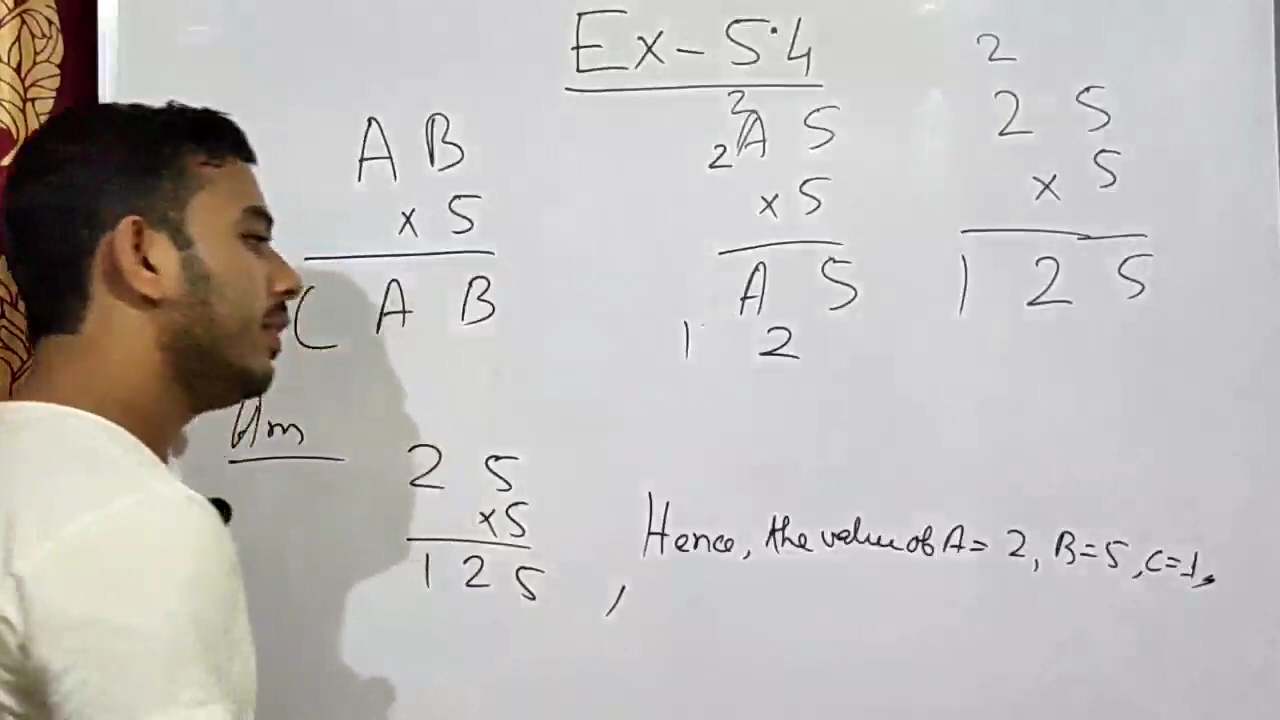 Ex-5.4
A B
× 5
C A B
2
A 5
2
× 5
A 5
1 2
2
2 5
× 5
1 2 5
2 5
×5
1 2 5 ,
Hence, the value of A= 2, B=5, C=1,